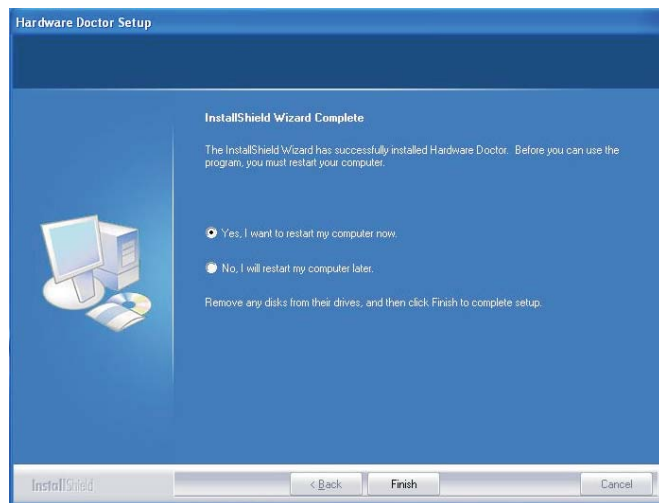 Hardware Doctor Setup
InstallShield Wizard Complete
The InstallShield Wizard has successfully installed Hardware Doctor. Before you can use the
program, you must restart your computer.
Yes, I want to restart my computer now.
No, I will restart my computer later.
Remove any disks from their drives, and then click Finish to complete setup.
InstallShield
< Back
Finish
Cancel